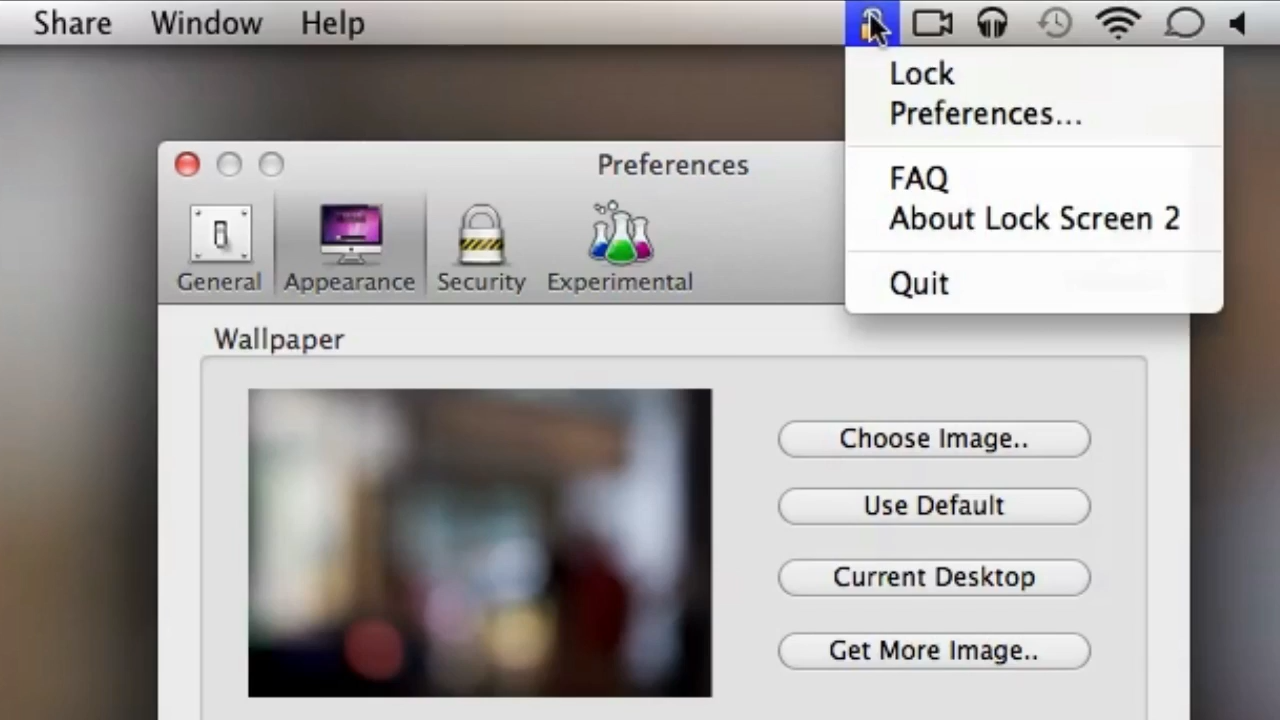 Share Window Help
Lock
Preferences...
FAQ
About Lock Screen 2
Quit
Preferences
General Appearance Security Experimental
Wallpaper
Choose Image..
Use Default
Current Desktop
Get More Image..